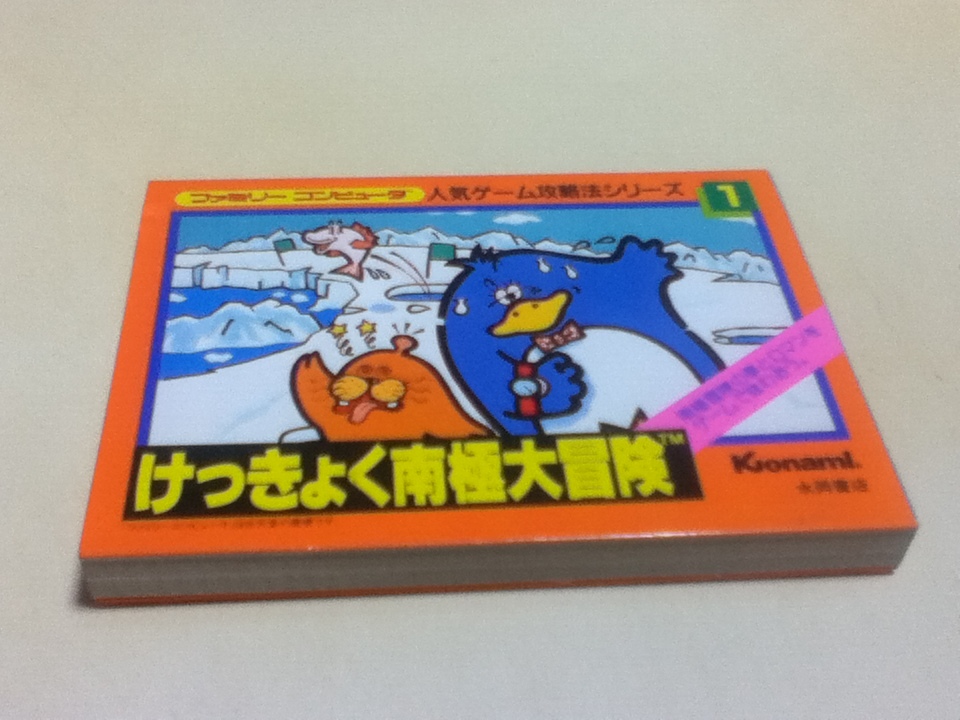 ファミリーコンピュータ 人気ゲーム攻略法シリーズ 1
けっきょく南極大冒険™
Konami
永岡書店